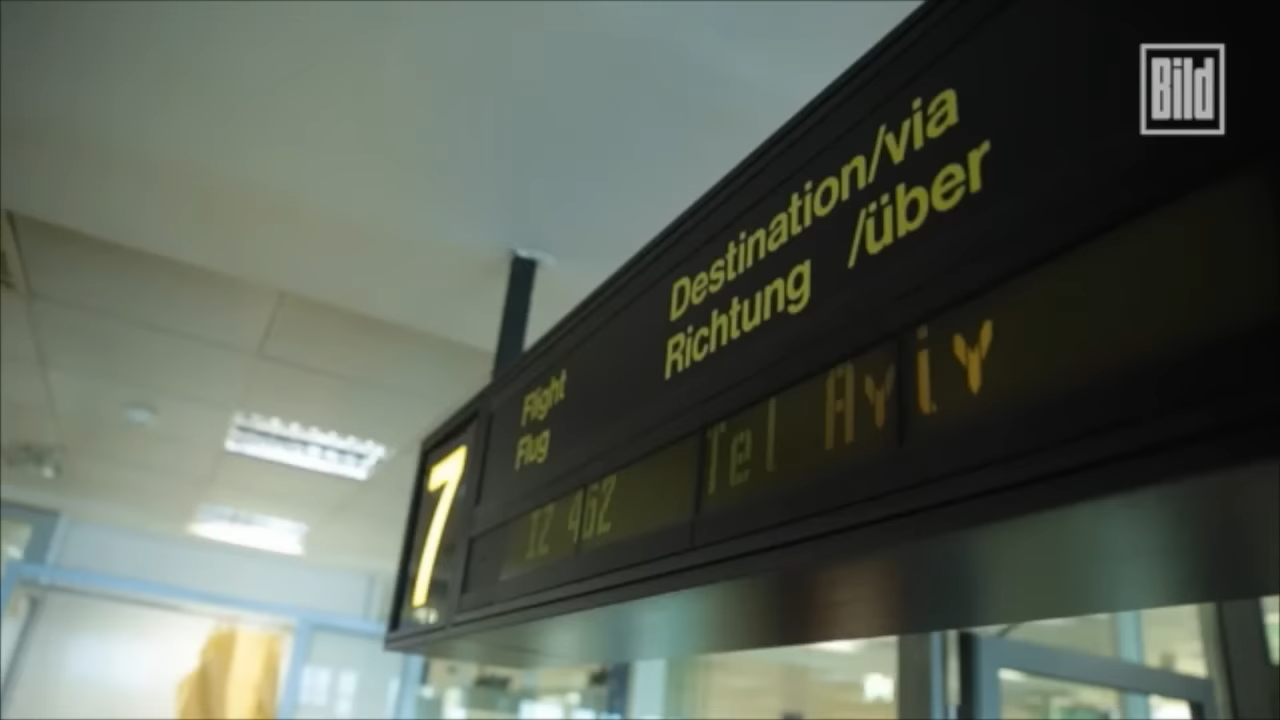 Bild
Destination/via
Richtung /über
Flight
Flug
7
IZ 462
Tel Aviv